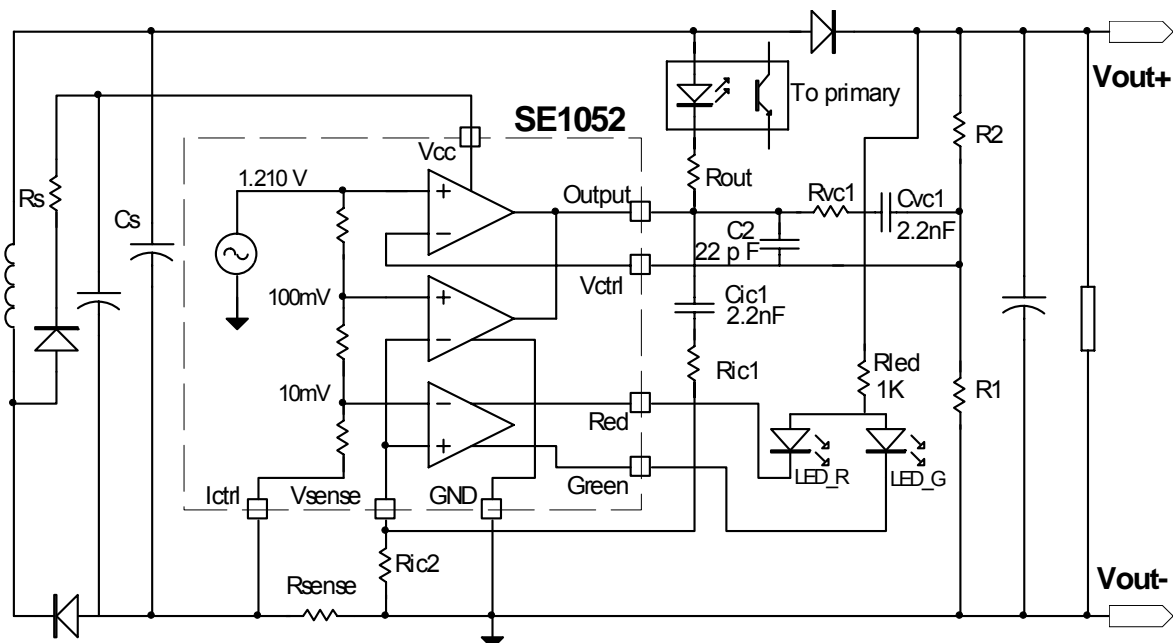 Vout+
To primary
SE1052
Vcc
R2
Rs
1.210 V
Rout
Output
Rvc1
Cvc1
2.2nF
Cs
C2
22 p F
Vctrl
100mV
Cic1
2.2nF
Rled
1K
Ric1
10mV
R1
Red
LED_R
LED_G
Green
Ictrl
Vsense
GND
Ric2
Rsense
Vout-